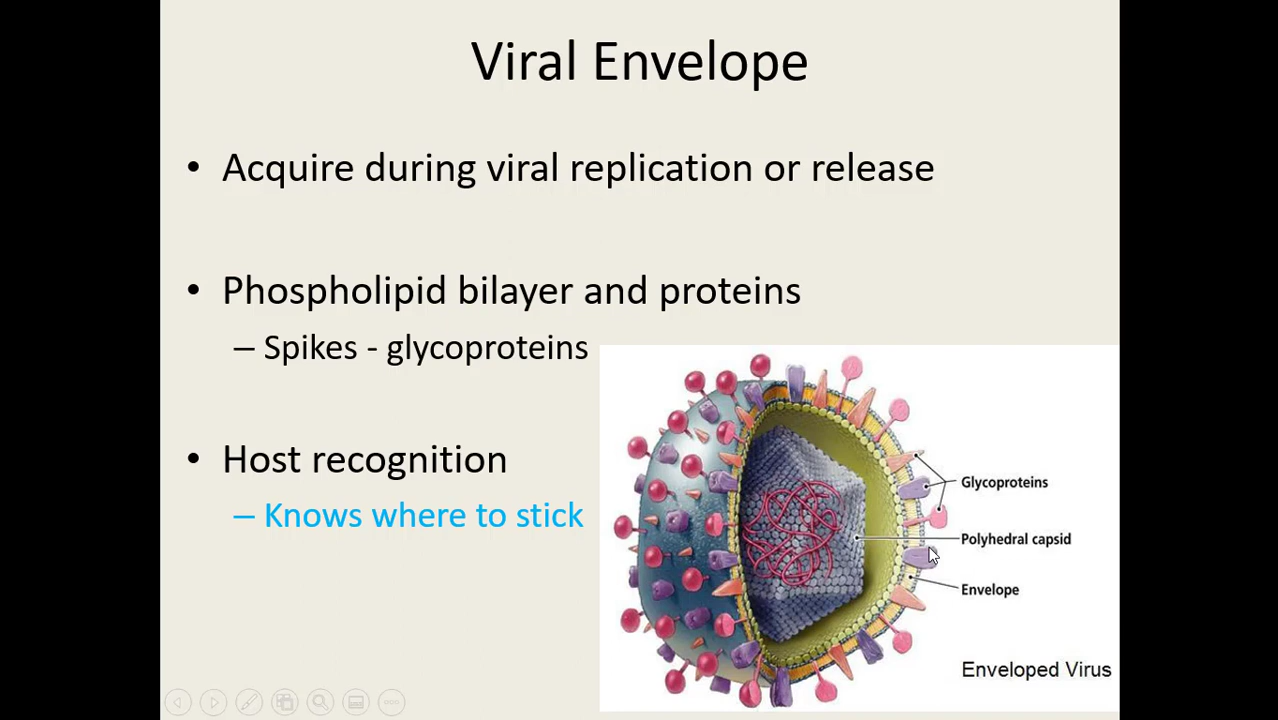 Viral Envelope
• Acquire during viral replication or release
• Phospholipid bilayer and proteins
– Spikes - glycoproteins
• Host recognition
– Knows where to stick
Glycoproteins
Polyhedral capsid
Envelope
Enveloped Virus